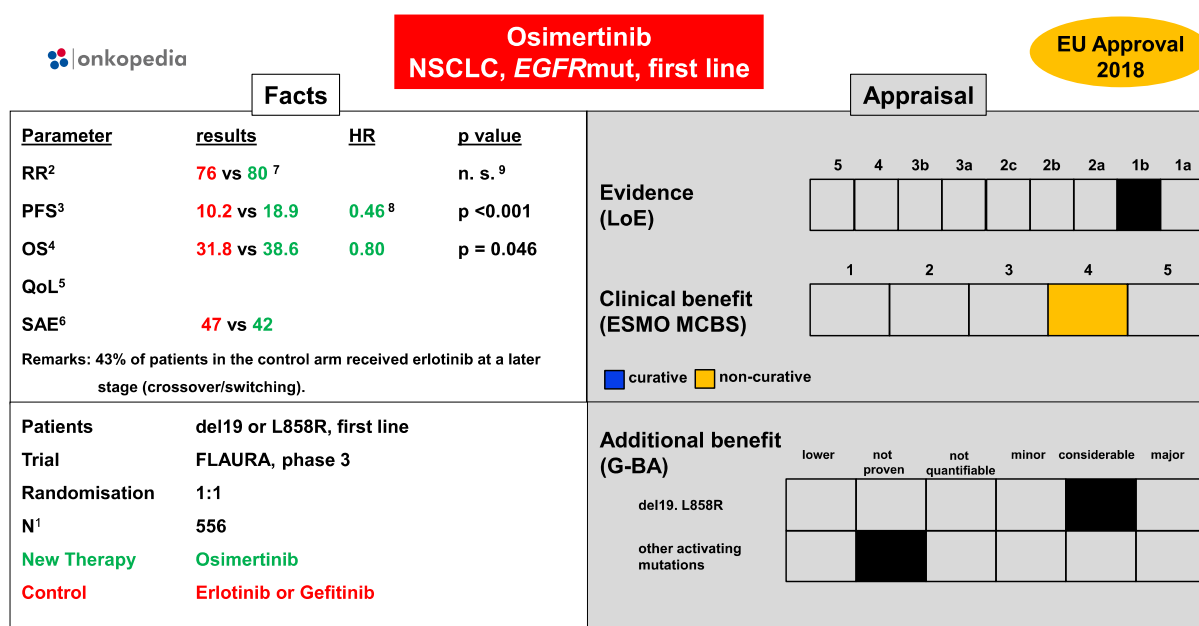 onkopedia
Osimertinib
NSCLC, EGFRmut, first line
EU Approval
2018
Facts
Parameter results HR p value
RR2 76 vs 80 7 n. s. 9
PFS3 10.2 vs 18.9 0.46 8 p <0.001
OS4 31.8 vs 38.6 0.80 p = 0.046
QoL5
SAE6 47 vs 42
Remarks: 43% of patients in the control arm received erlotinib at a later
stage (crossover/switching).
Patients del19 or L858R, first line
Trial FLAURA, phase 3
Randomisation 1:1
N1 556
New Therapy Osimertinib
Control Erlotinib or Gefitinib
Appraisal
5 4 3b 3a 2c 2b 2a 1b 1a
Evidence
(LoE)
1 2 3 4 5
Clinical benefit
(ESMO MCBS)
curative non-curative
Additional benefit
(G-BA)
lower not proven not quantifiable minor considerable major
del19. L858R
other activating
mutations